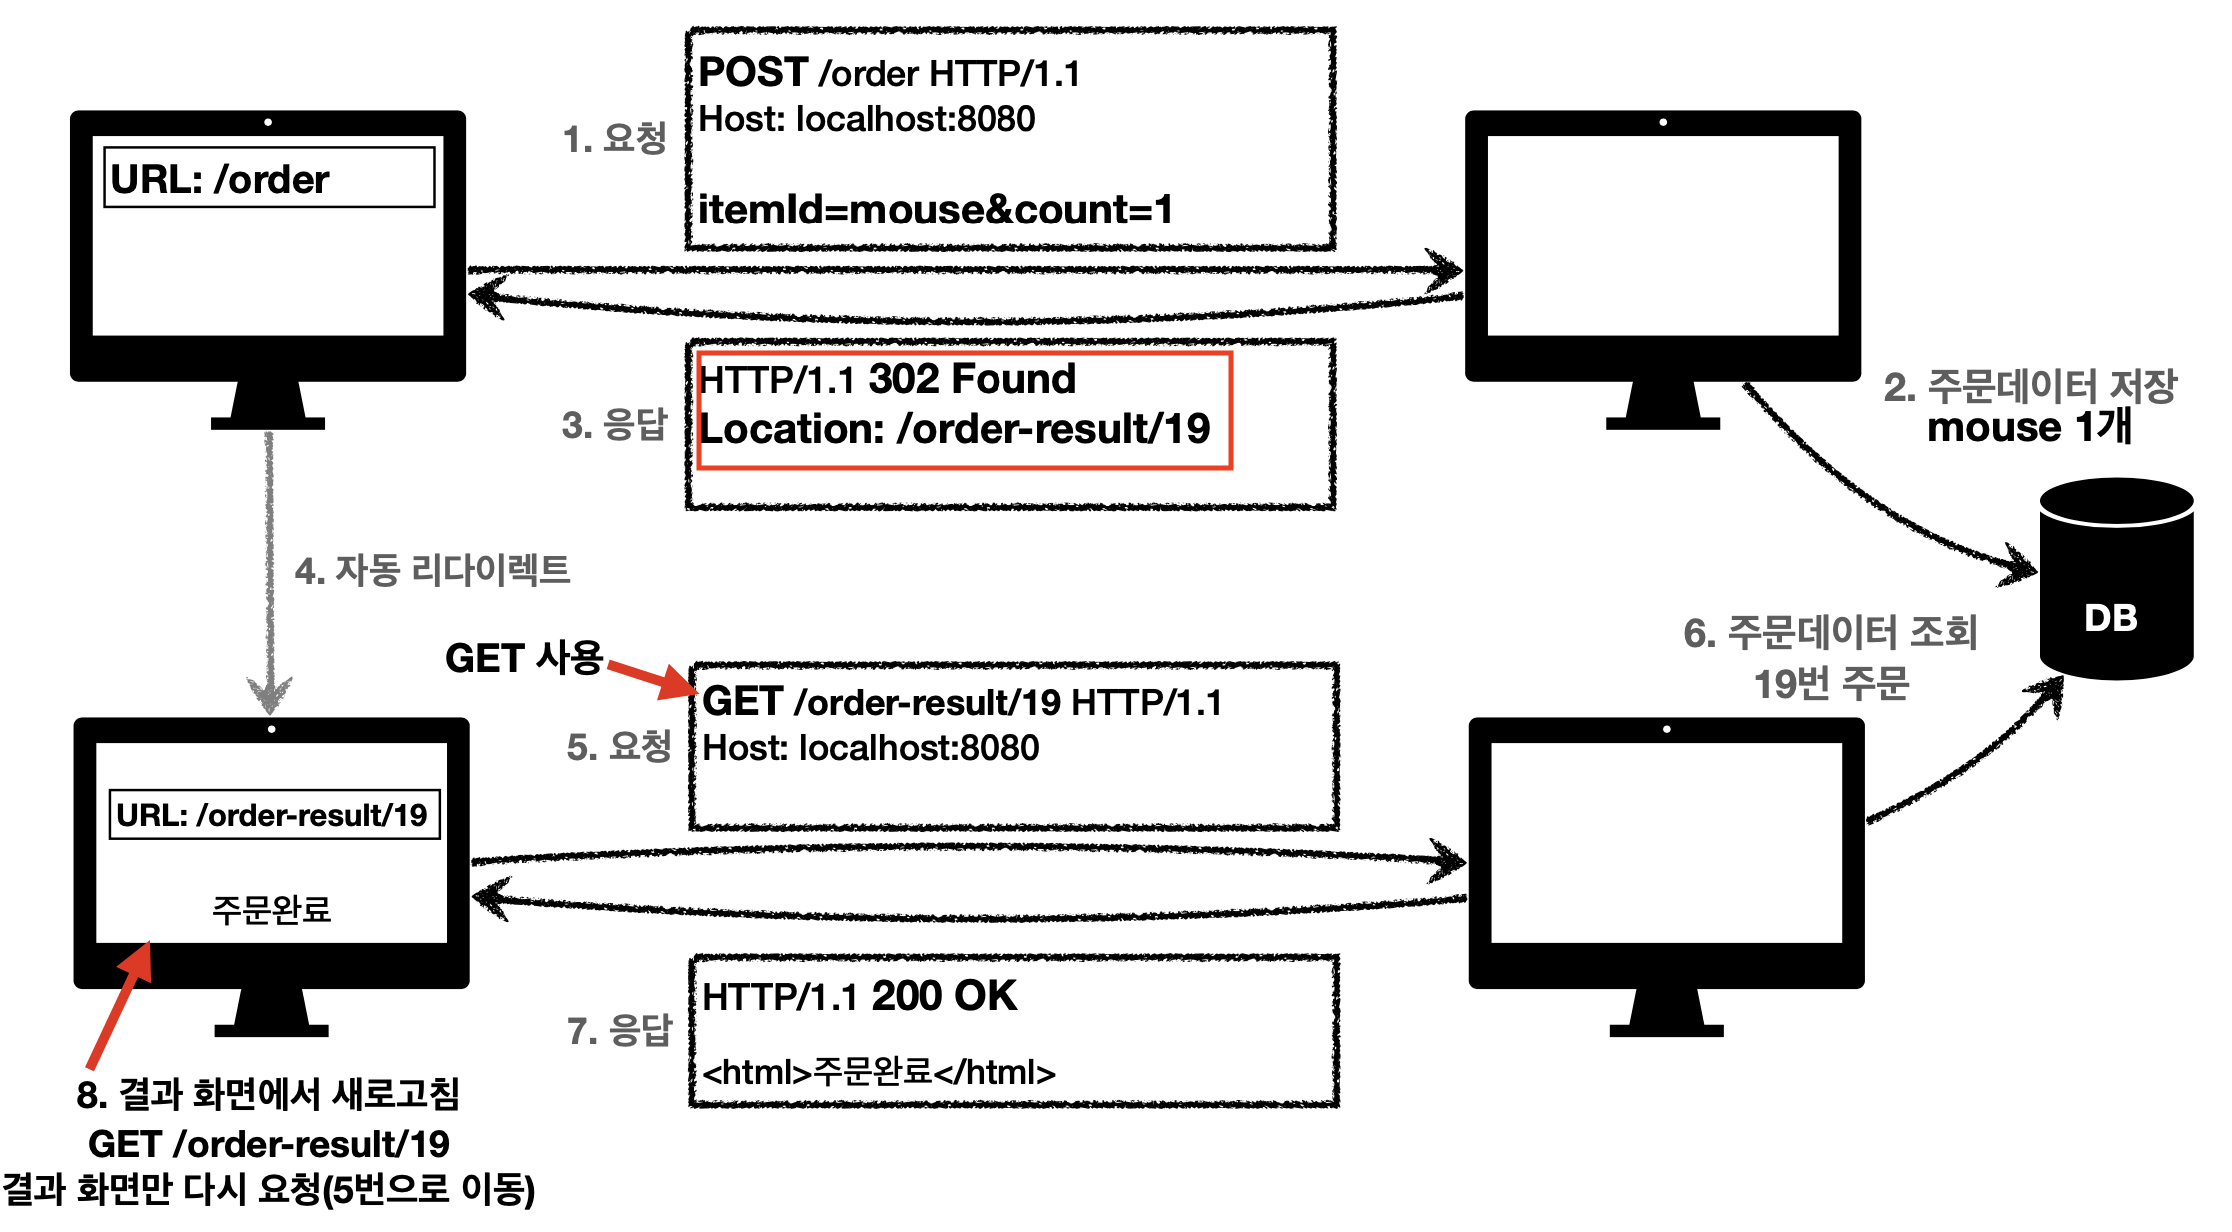 POST /order HTTP/1.1
Host: localhost:8080
1. 요청
itemId=mouse&count=1
URL: /order
HTTP/1.1 302 Found
Location: /order-result/19
3. 응답
2. 주문데이터 저장
mouse 1개
4. 자동 리다이렉트
DB
6. 주문데이터 조회
19번 주문
GET 사용
GET /order-result/19 HTTP/1.1
Host: localhost:8080
5. 요청
URL: /order-result/19
주문완료
HTTP/1.1 200 OK
7. 응답
<html>주문완료</html>
8. 결과 화면에서 새로고침
GET /order-result/19
결과 화면만 다시 요청(5번으로 이동)